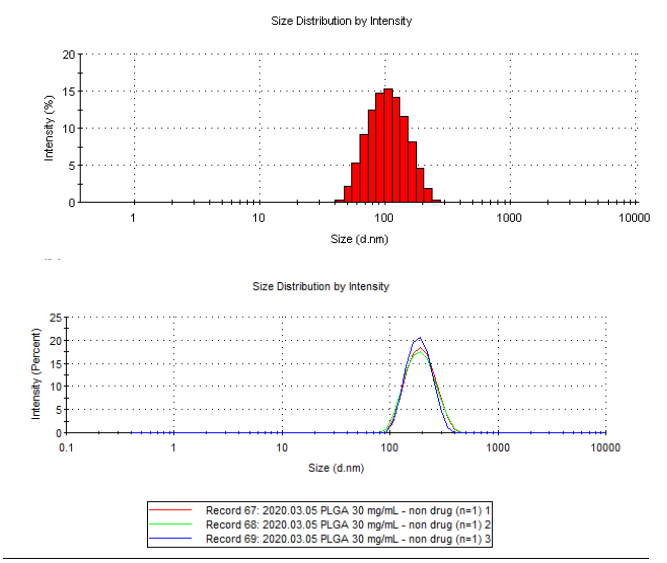 Size Distribution by Intensity
20
15
10
5
0
Intensity (%)
1 10 100 1000 10000
Size (d.nm)
Size Distribution by Intensity
25
20
15
10
5
0
Intensity (Percent)
0.1 1 10 100 1000 10000
Size (d.nm)
Record 67: 2020.03.05 PLGA 30 mg/mL - non drug (n=1) 1
Record 68: 2020.03.05 PLGA 30 mg/mL - non drug (n=1) 2
Record 69: 2020.03.05 PLGA 30 mg/mL - non drug (n=1) 3